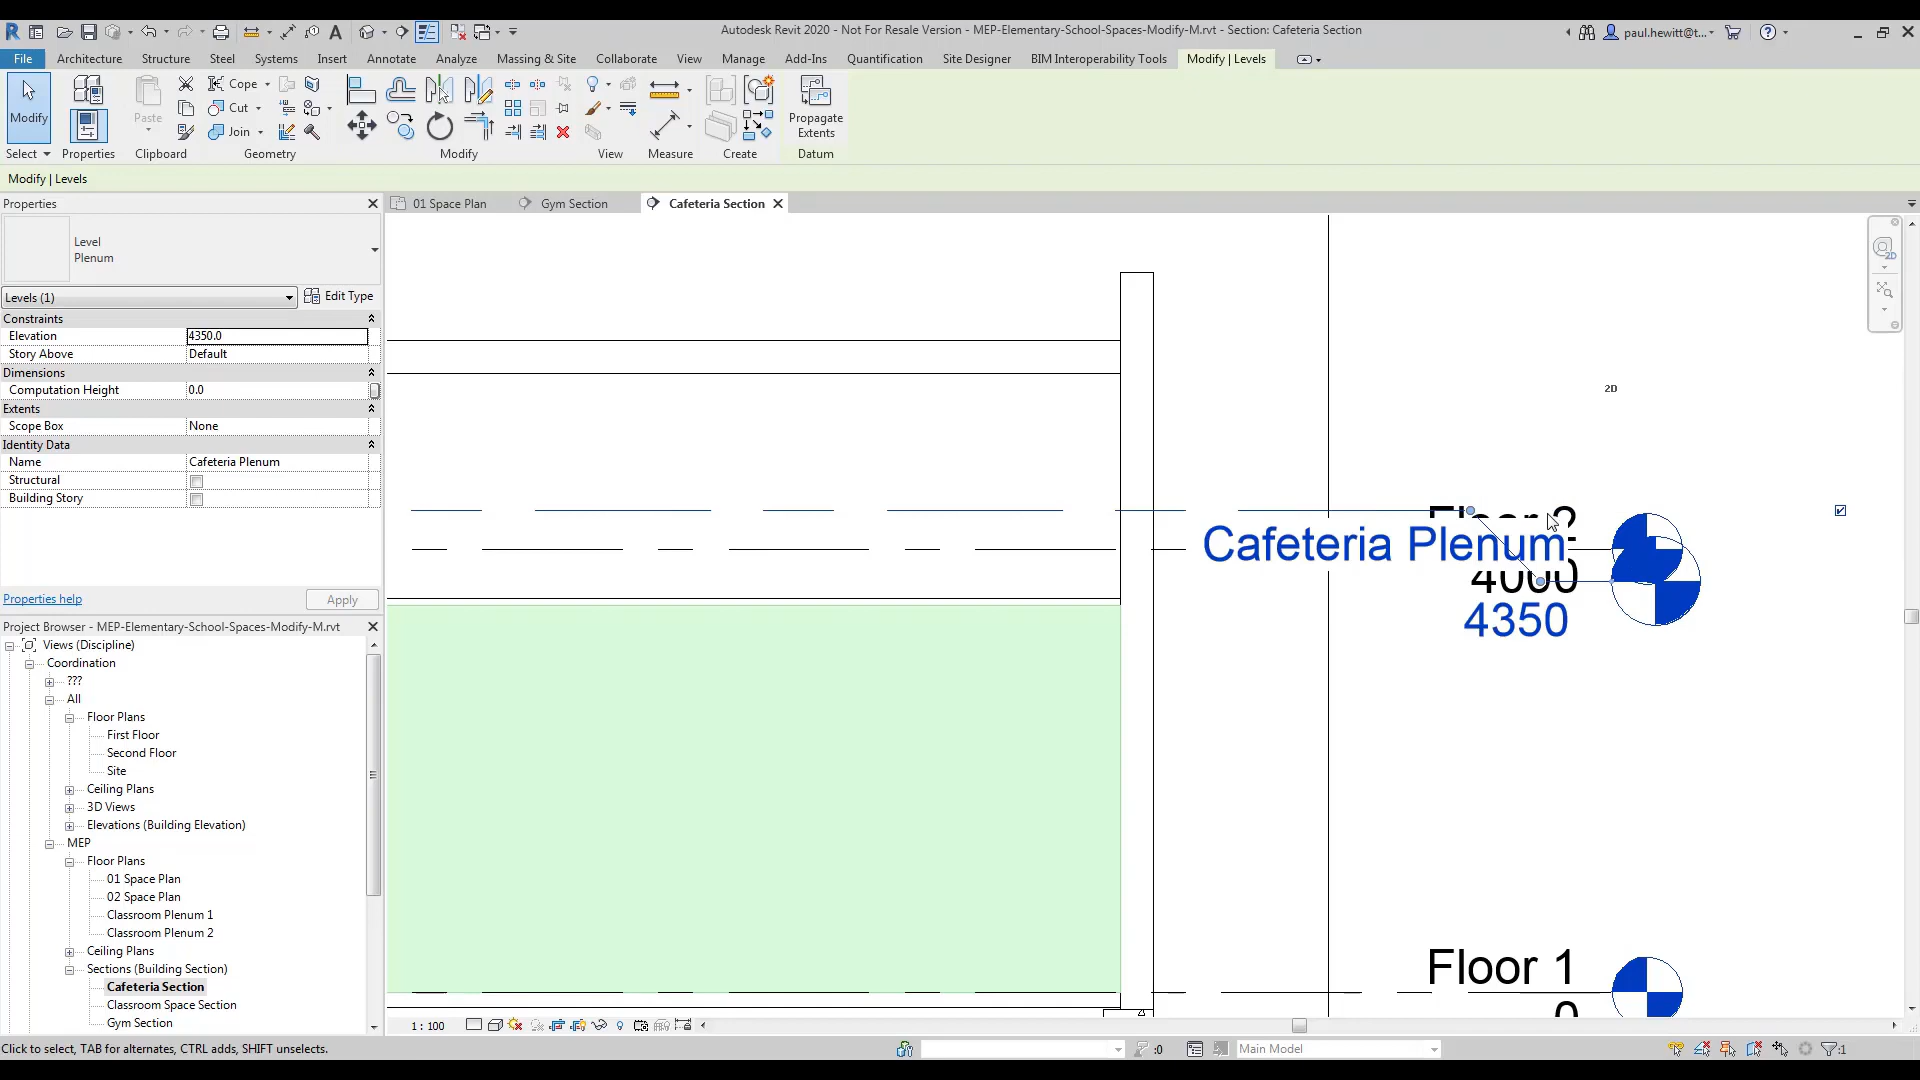 Autodesk Revit 2020 - Not For Resale Version - MEP-Elementary-School-Spaces-Modify-M.rvt - Section: Cafeteria Section
paul.hewitt@t...
File Architecture Structure Steel Systems Insert Annotate Analyze Massing & Site Collaborate View Manage Add-Ins Quantification Site Designer BIM Interoperability Tools Modify | Levels
Modify
Paste
Cope
Cut
Join
Propagate
Extents
Select Properties Clipboard Geometry Modify View Measure Create Datum
Modify | Levels
Properties
01 Space Plan Gym Section Cafeteria Section
Level
Plenum
Levels (1) Edit Type
Constraints
Elevation 4350.0
Story Above Default
Dimensions
Computation Height 0.0
Extents
Scope Box None
Identity Data
Name Cafeteria Plenum
Structural
Building Story
Properties help Apply
Project Browser - MEP-Elementary-School-Spaces-Modify-M.rvt
Views (Discipline)
Coordination
???
All
Floor Plans
First Floor
Second Floor
Site
Ceiling Plans
3D Views
Elevations (Building Elevation)
MEP
Floor Plans
01 Space Plan
02 Space Plan
Classroom Plenum 1
Classroom Plenum 2
Ceiling Plans
Sections (Building Section)
Cafeteria Section
Classroom Space Section
Gym Section
2D
2D
Floor 2
Cafeteria Plenum
4000
4350
Floor 1
0
1 : 100
Click to select, TAB for alternates, CTRL adds, SHIFT unselects.
:0
Main Model
:1